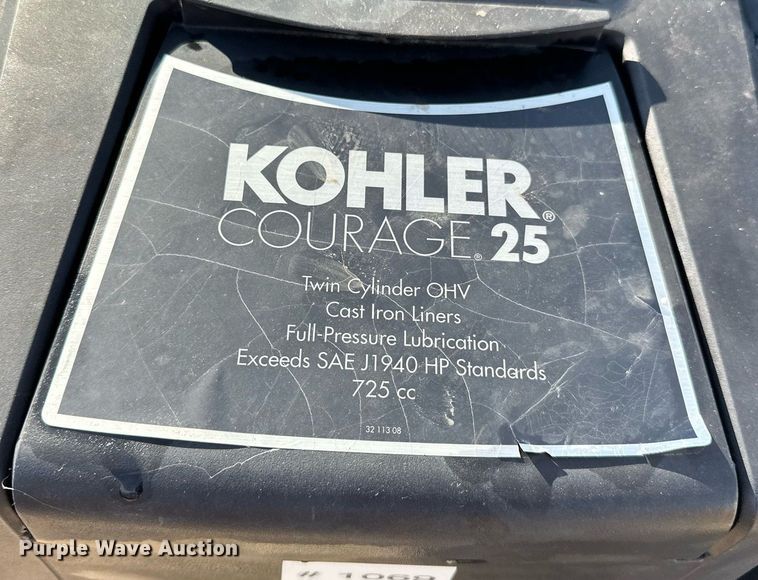 KOHLER®
COURAGE® 25
Twin Cylinder OHV
Cast Iron Liners
Full-Pressure Lubrication
Exceeds SAE J1940 HP Standards
725 cc
32 113 08
Purple Wave Auction
# 1069